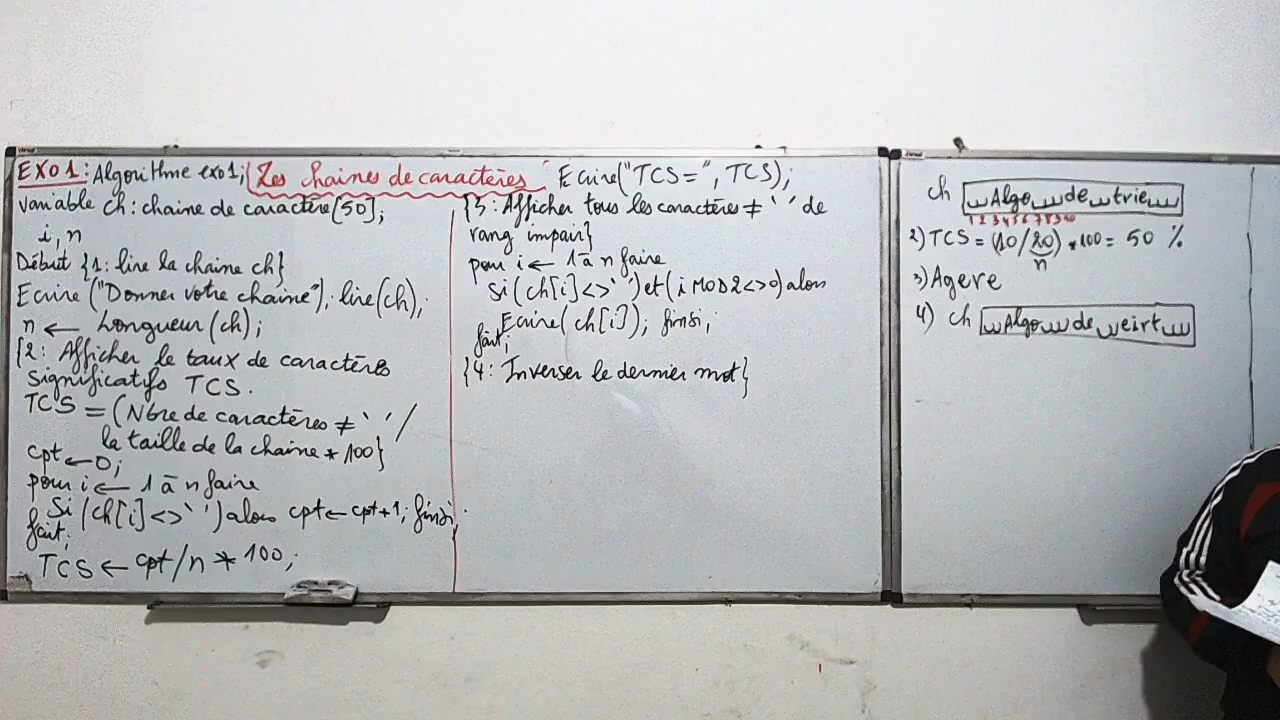 EXO1: Algorithme exo1; Les chaines de caractères
variable ch: chaine de caractère[50];
i, n
Début {1: lire la chaine ch}
Ecrire ("Donner votre chaine"); lire(ch);
n ← Longueur(ch);
{2: Afficher le taux de caractères
significatifs TCS.
TCS = (Nbre de caractères ≠ ' ' /
la taille de la chaine * 100}
cpt ← 0;
pour i ← 1 à n faire
Si (ch[i] <> ' ') alors cpt ← cpt+1; finsi;
fait;
TCS ← cpt/n * 100;
Ecrire("TCS=", TCS);
{3: Afficher tous les caractères ≠ ' ' de
rang impair}
pour i ← 1 à n faire
Si (ch[i] <> ' ') et (i MOD 2 <> 0) alors
Ecrire(ch[i]); finsi;
fait;
{4: Inverser le dernier mot}
ch ␣Algo␣␣de␣trie␣␣
1 2 3 4 5 6 7 8 9 10
2) TCS = (10/20) * 100 = 50 %
n
3) Agere
4) ch ␣Algo␣␣de␣eirt␣␣